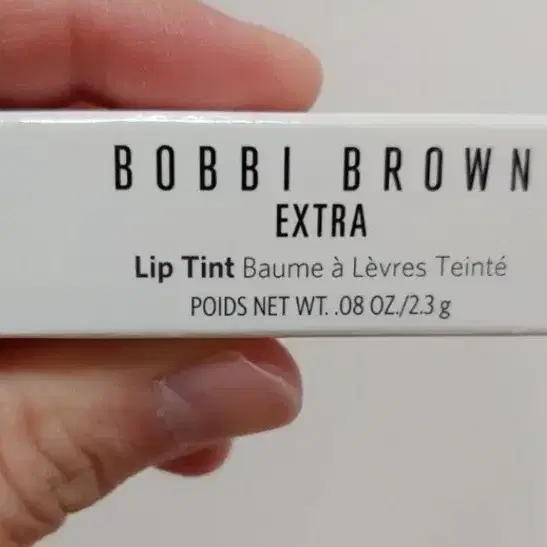 BOBBI BROWN
EXTRA
Lip Tint Baume à Lèvres Teinté
POIDS NET WT. .08 OZ./2.3 g